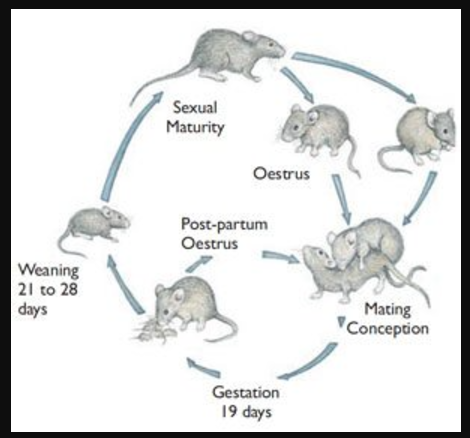 Sexual
Maturity
Oestrus
Post-partum
Oestrus
Weaning
21 to 28
days
Mating
Conception
Gestation
19 days